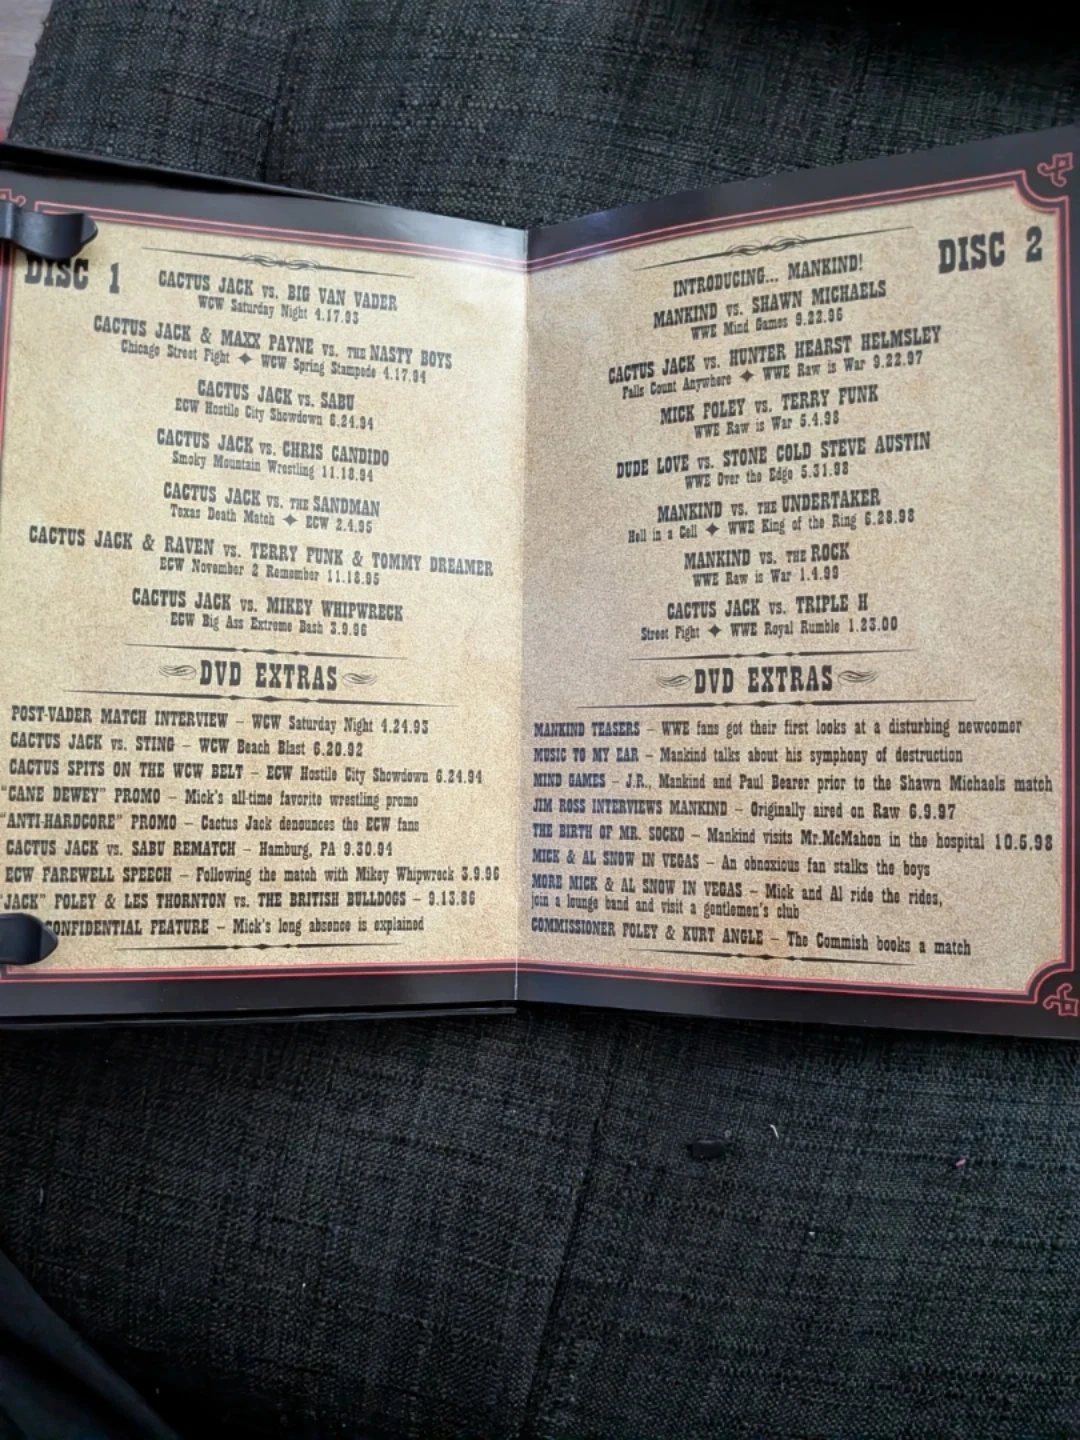 DISC 1
CACTUS JACK vs. BIG VAN VADER
WCW Saturday Night 4.17.93
CACTUS JACK & MAXX PAYNE vs. THE NASTY BOYS
Chicago Street Fight ✦ WCW Spring Stampede 4.17.94
CACTUS JACK vs. SABU
ECW Hostile City Showdown 6.24.94
CACTUS JACK vs. CHRIS CANDIDO
Smoky Mountain Wrestling 11.18.94
CACTUS JACK vs. THE SANDMAN
Texas Death Match ✦ ECW 2.4.95
CACTUS JACK & RAVEN vs. TERRY FUNK & TOMMY DREAMER
ECW November 2 Remember 11.18.95
CACTUS JACK vs. MIKEY WHIPWRECK
ECW Big Ass Extreme Bash 3.9.96
DVD EXTRAS
POST-VADER MATCH INTERVIEW – WCW Saturday Night 4.24.93
CACTUS JACK vs. STING – WCW Beach Blast 6.20.92
CACTUS SPITS ON THE WCW BELT – ECW Hostile City Showdown 6.24.94
"CANE DEWEY" PROMO – Mick's all-time favorite wrestling promo
"ANTI-HARDCORE" PROMO – Cactus Jack denounces the ECW fans
CACTUS JACK vs. SABU REMATCH – Hamburg, PA 9.30.94
ECW FAREWELL SPEECH – Following the match with Mikey Whipwreck 3.9.96
"JACK" FOLEY & LES THORNTON vs. THE BRITISH BULLDOGS – 9.13.86
CONFIDENTIAL FEATURE – Mick's long absence is explained
DISC 2
INTRODUCING... MANKIND!
MANKIND vs. SHAWN MICHAELS
WWE Mind Games 9.22.96
CACTUS JACK vs. HUNTER HEARST HELMSLEY
Falls Count Anywhere ✦ WWE Raw is War 9.22.97
MICK FOLEY vs. TERRY FUNK
WWE Raw is War 5.4.98
DUDE LOVE vs. STONE COLD STEVE AUSTIN
WWE Over the Edge 5.31.98
MANKIND vs. THE UNDERTAKER
Hell in a Cell ✦ WWE King of the Ring 6.28.98
MANKIND vs. THE ROCK
WWE Raw is War 1.4.99
CACTUS JACK vs. TRIPLE H
Street Fight ✦ WWE Royal Rumble 1.23.00
DVD EXTRAS
MANKIND TEASERS – WWE fans got their first looks at a disturbing newcomer
MUSIC TO MY EAR – Mankind talks about his symphony of destruction
MIND GAMES – J.R., Mankind and Paul Bearer prior to the Shawn Michaels match
JIM ROSS INTERVIEWS MANKIND – Originally aired on Raw 6.9.97
THE BIRTH OF MR. SOCKO – Mankind visits Mr.McMahon in the hospital 10.5.98
MICK & AL SNOW IN VEGAS – An obnoxious fan stalks the boys
MORE MICK & AL SNOW IN VEGAS – Mick and Al ride the rides,
join a lounge band and visit a gentlemen's club
COMMISSIONER FOLEY & KURT ANGLE – The Commish books a match